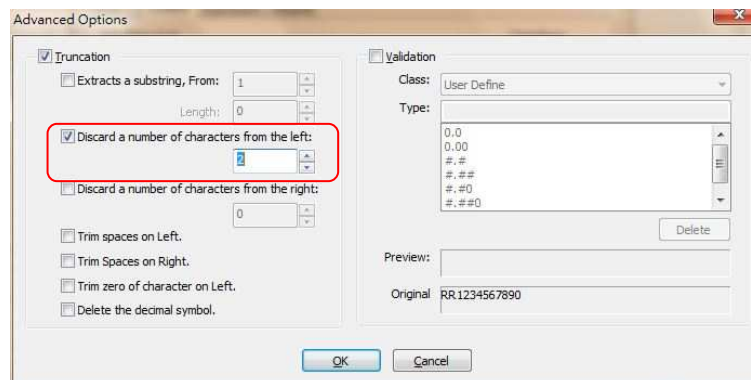 Advanced Options
Truncation
Extracts a substring, From: 1
Length: 0
Discard a number of characters from the left:
2
Discard a number of characters from the right:
0
Trim spaces on Left.
Trim Spaces on Right.
Trim zero of character on Left.
Delete the decimal symbol.
Validation
Class: User Define
Type:
0.0
0.00
#.#
#.##
#.#0
#.##0
Delete
Preview:
Original RR1234567890
OK Cancel